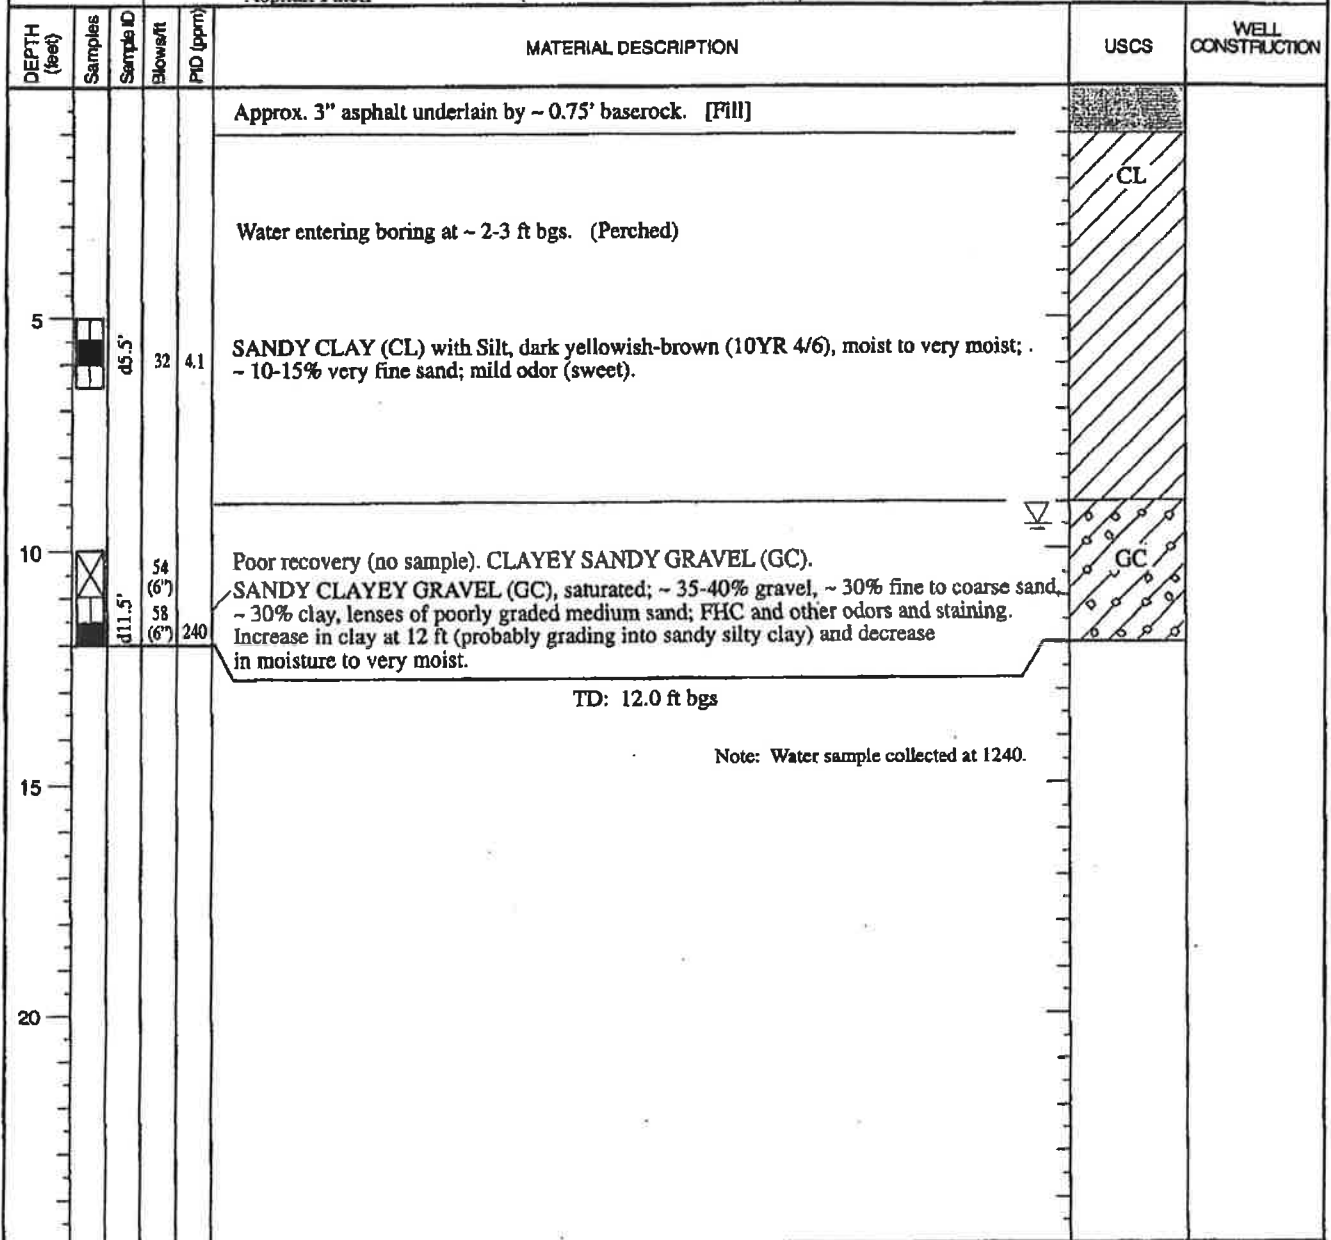 DEPTH (feet)
Samples
Sample ID
Blows/ft
PID (ppm)
MATERIAL DESCRIPTION
USCS
WELL CONSTRUCTION
Approx. 3" asphalt underlain by ~ 0.75' baserock. [Fill]
CL
Water entering boring at ~ 2-3 ft bgs. (Perched)
5
d5.5'
32
4.1
SANDY CLAY (CL) with Silt, dark yellowish-brown (10YR 4/6), moist to very moist;
~ 10-15% very fine sand; mild odor (sweet).
10
d11.5'
54
(6")
58
(6")
240
Poor recovery (no sample). CLAYEY SANDY GRAVEL (GC).
GC
SANDY CLAYEY GRAVEL (GC), saturated; ~ 35-40% gravel, ~ 30% fine to coarse sand,
~ 30% clay, lenses of poorly graded medium sand; FHC and other odors and staining.
Increase in clay at 12 ft (probably grading into sandy silty clay) and decrease
in moisture to very moist.
TD: 12.0 ft bgs
Note: Water sample collected at 1240.
15
20